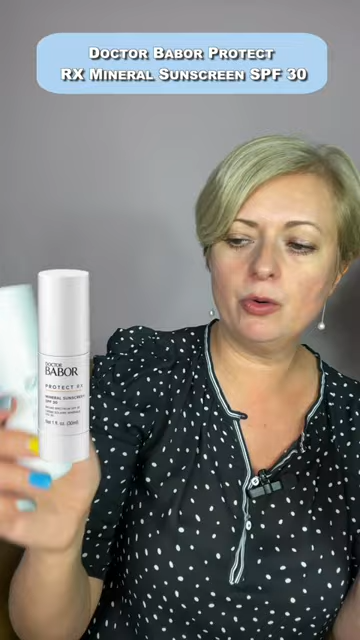 Doctor Babor Protect
RX Mineral Sunscreen SPF 30
DOCTOR
BABOR
PROTECT RX
MINERAL SUNSCREEN
SPF 30